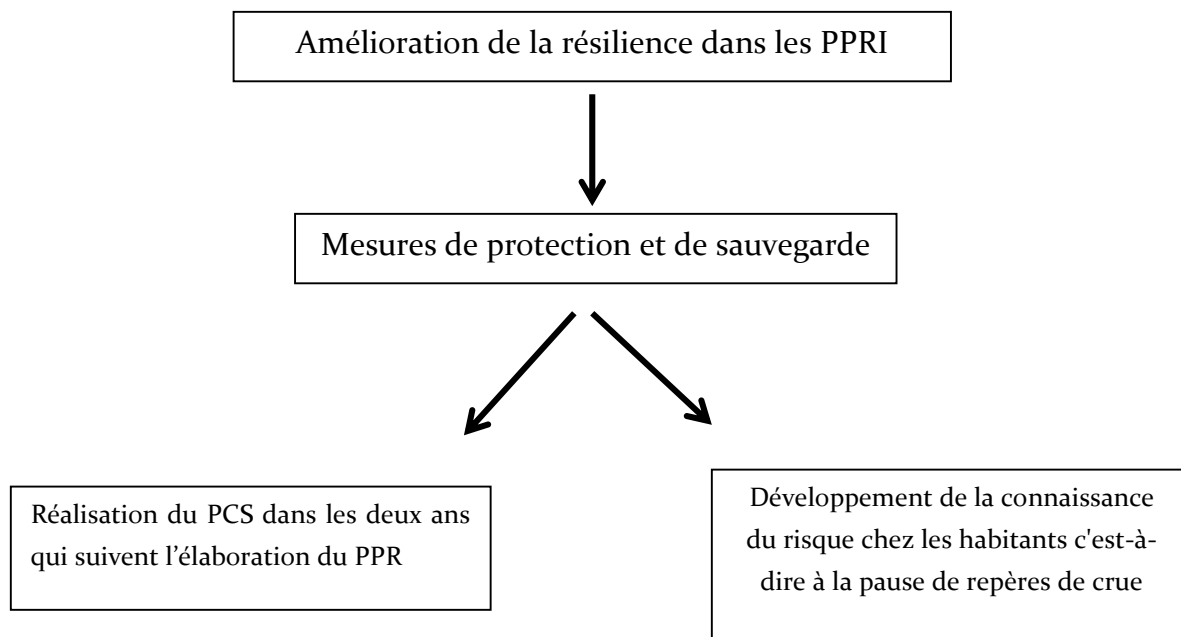 Amélioration de la résilience dans les PPRI
Mesures de protection et de sauvegarde
Réalisation du PCS dans les deux ans
qui suivent l’élaboration du PPR
Développement de la connaissance
du risque chez les habitants c'est-à-
dire à la pause de repères de crue